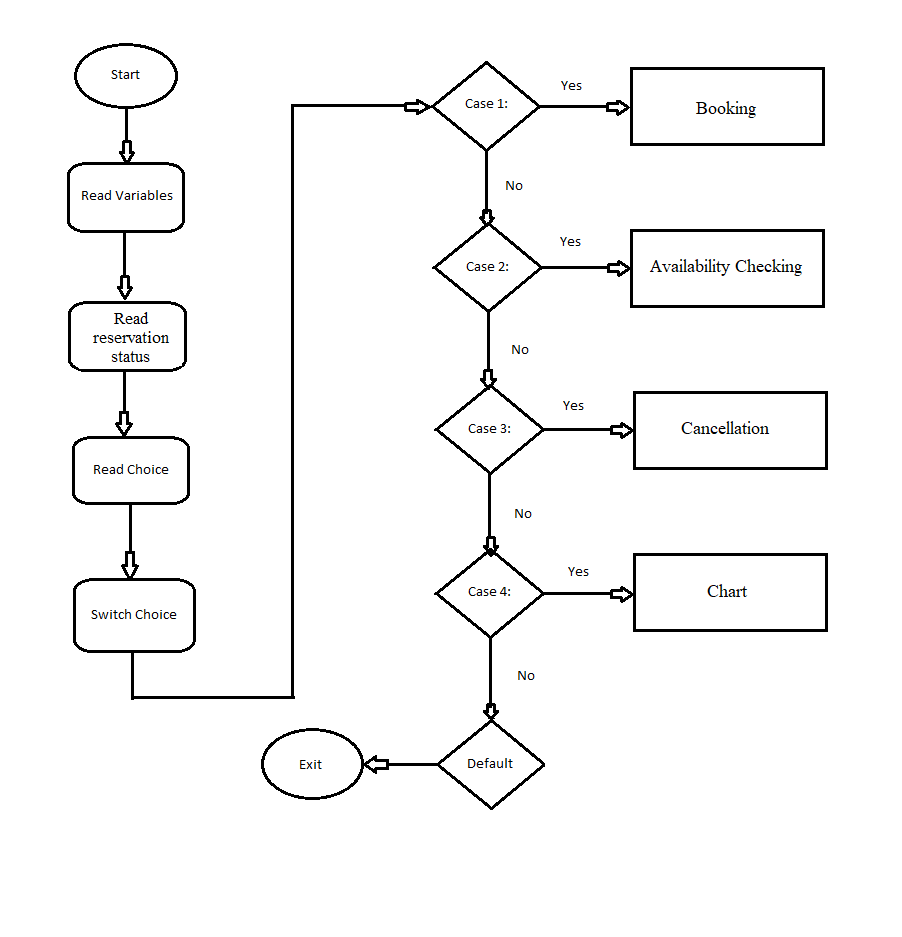 Start
Read Variables
Read
reservation
status
Read Choice
Switch Choice
Case 1:
Yes
Booking
No
Case 2:
Yes
Availability Checking
No
Case 3:
Yes
Cancellation
No
Case 4:
Yes
Chart
No
Default
Exit